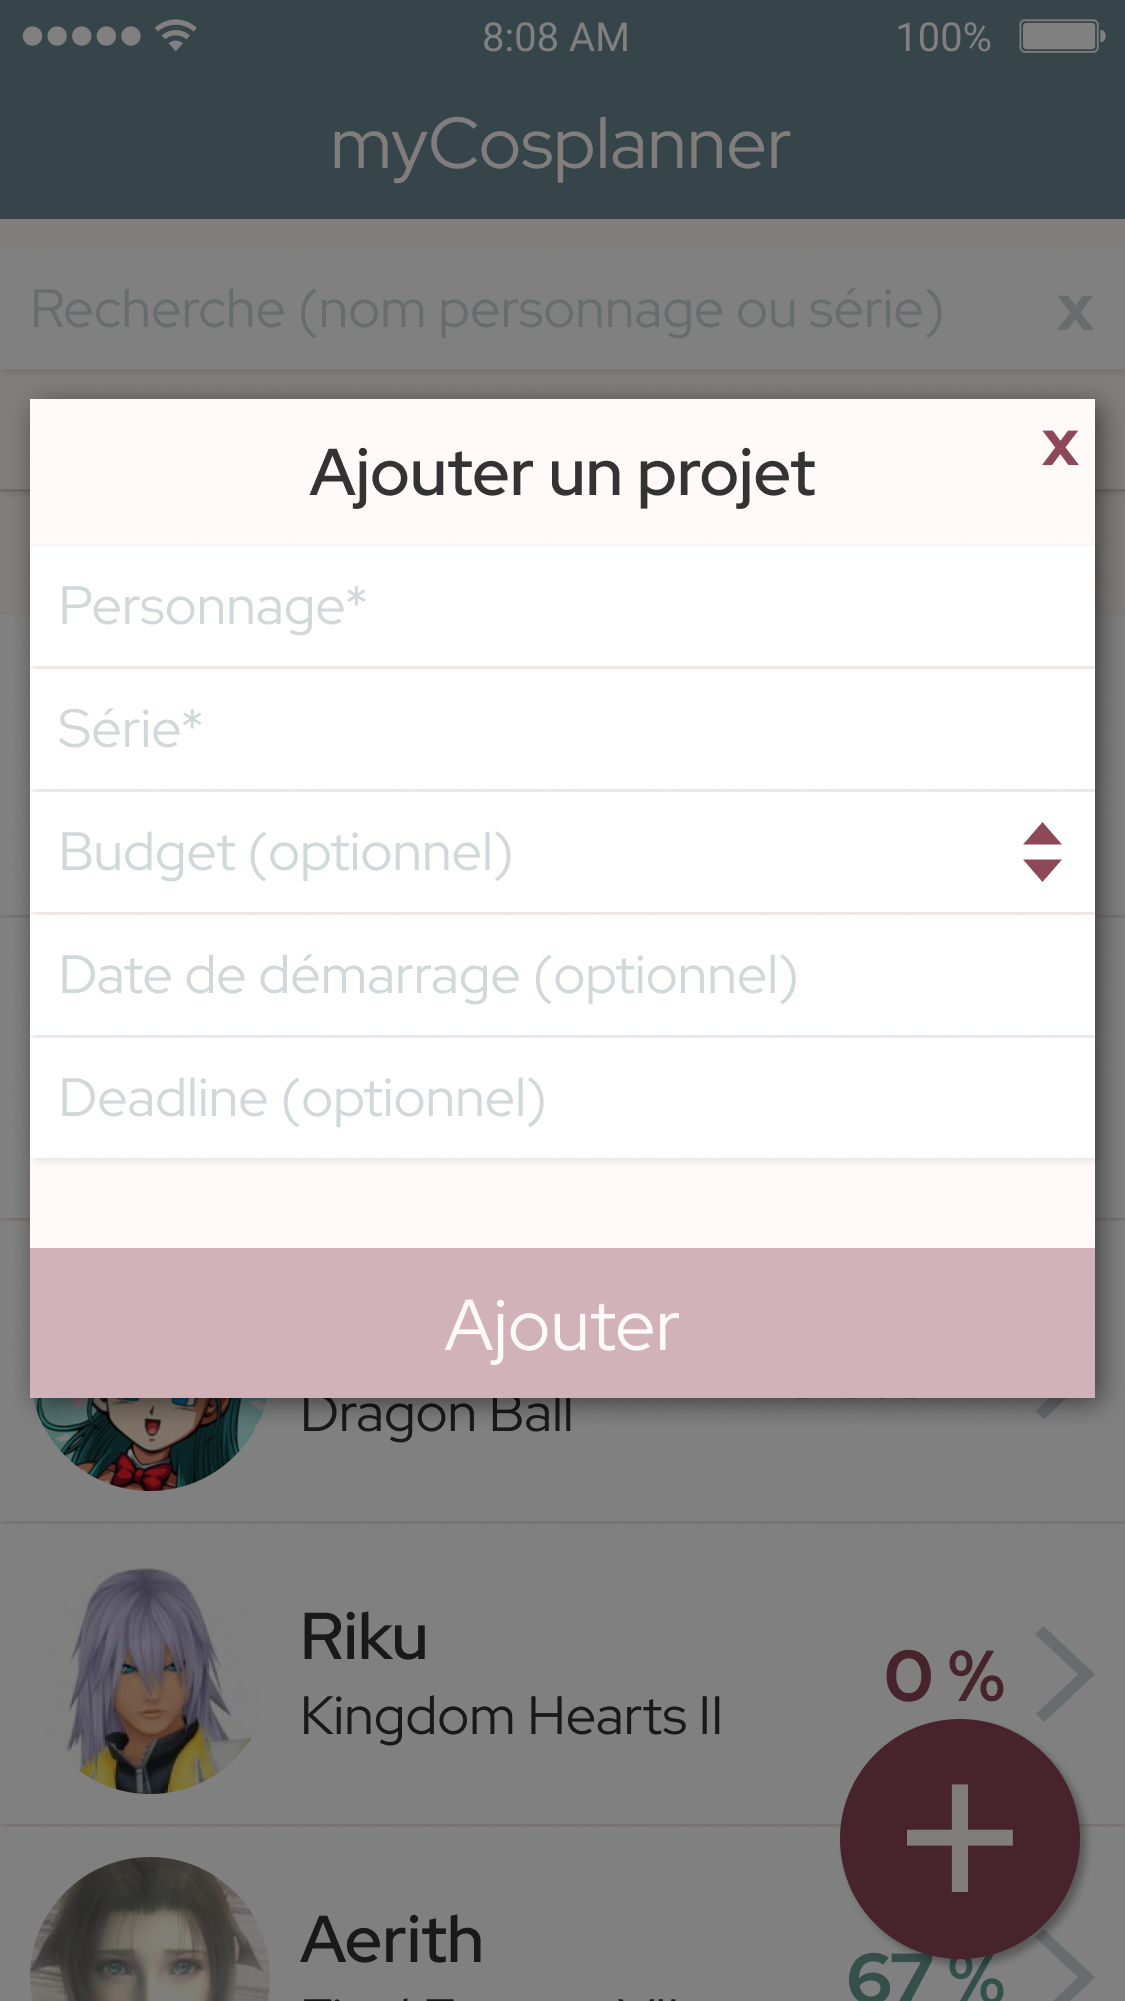 8:08 AM 100%
myCosplanner
Recherche (nom personnage ou série) x
Ajouter un projet x
Personnage*
Série*
Budget (optionnel)
Date de démarrage (optionnel)
Deadline (optionnel)
Ajouter
Dragon Ball
Riku
0 %
Kingdom Hearts II
Aerith
67 %